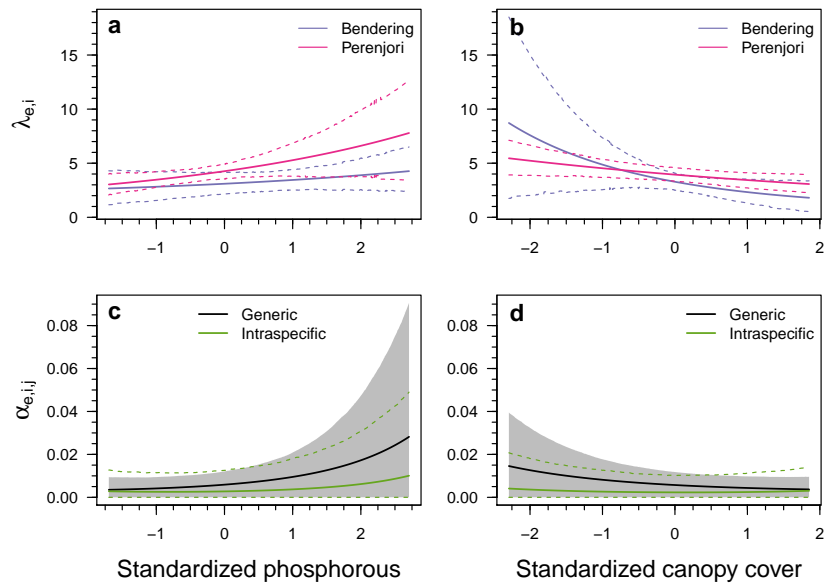 a
Bendering
Perenjori
λe,i
0
5
10
15
−1
0
1
2
b
Bendering
Perenjori
0
5
10
15
−2
−1
0
1
2
c
Generic
Intraspecific
αe,i,j
0.00
0.02
0.04
0.06
0.08
−1
0
1
2
Standardized phosphorous
d
Generic
Intraspecific
0.00
0.02
0.04
0.06
0.08
−2
−1
0
1
2
Standardized canopy cover